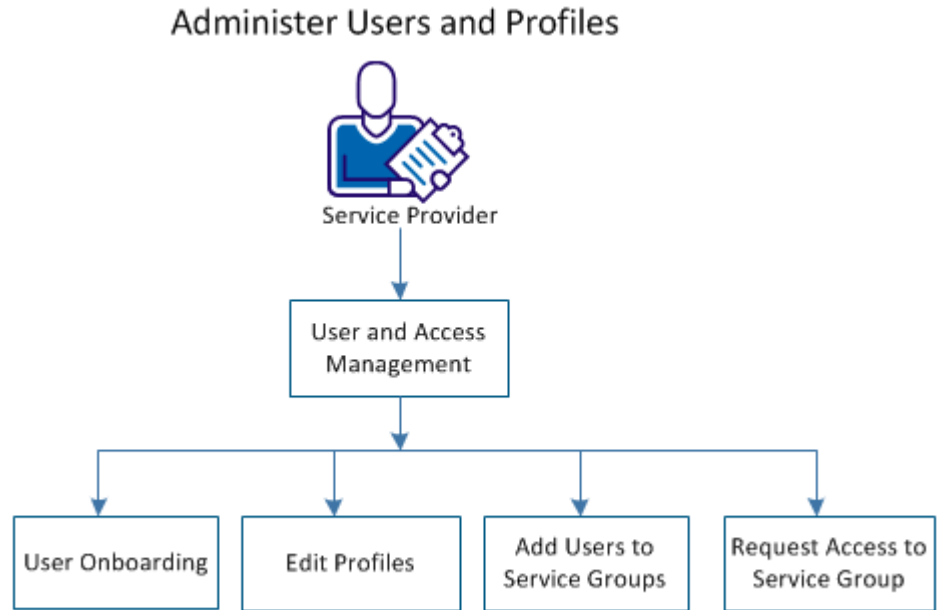 Administer Users and Profiles
Service Provider
User and Access
Management
User Onboarding
Edit Profiles
Add Users to
Service Groups
Request Access to
Service Group